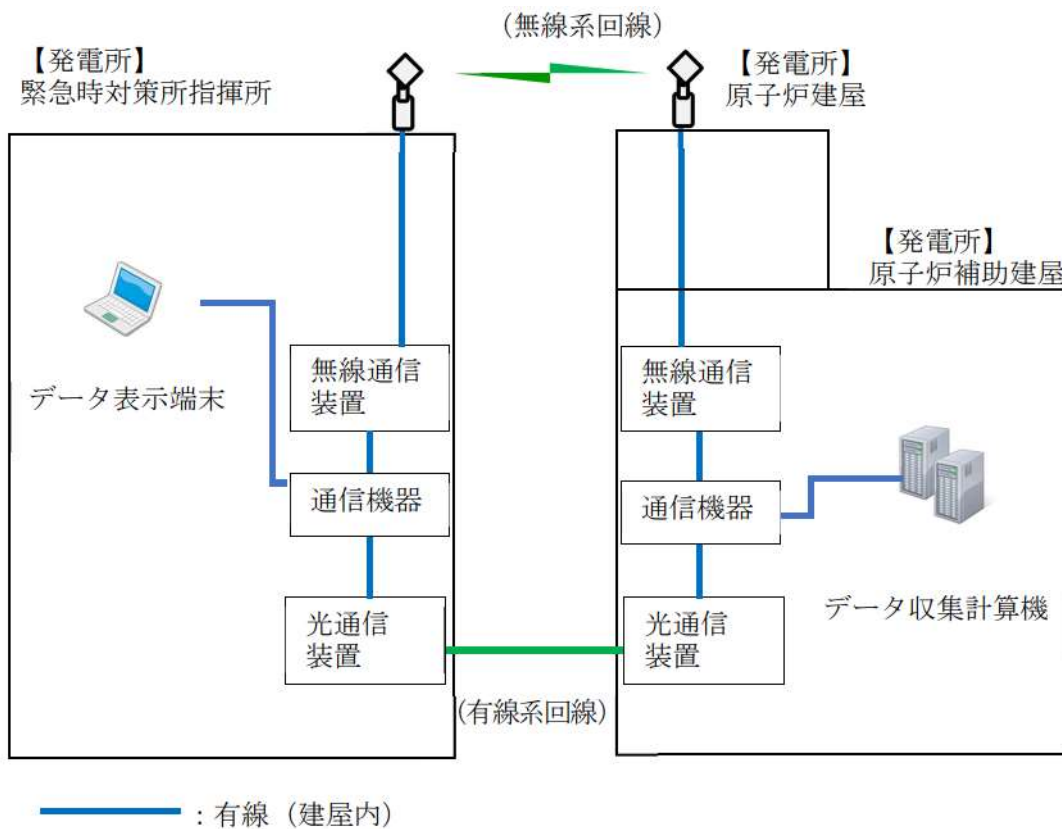 （無線系回線）
【発電所】
緊急時対策所指揮所
【発電所】
原子炉建屋
【発電所】
原子炉補助建屋
データ表示端末
無線通信
装置
通信機器
光通信
装置
無線通信
装置
通信機器
光通信
装置
データ収集計算機
（有線系回線）
：有線（建屋内）